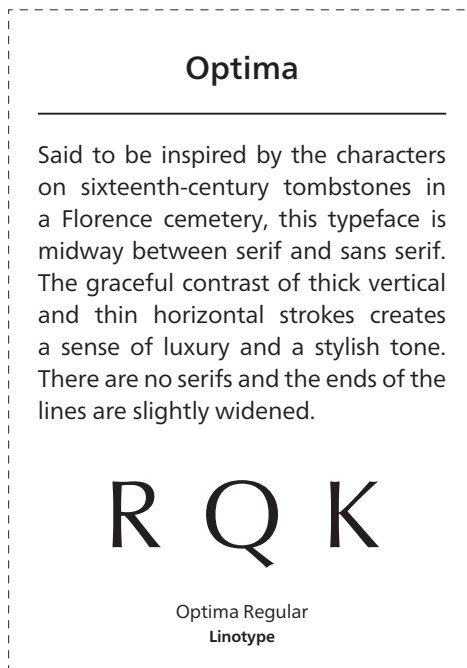 Optima
Said to be inspired by the characters
on sixteenth-century tombstones in
a Florence cemetery, this typeface is
midway between serif and sans serif.
The graceful contrast of thick vertical
and thin horizontal strokes creates
a sense of luxury and a stylish tone.
There are no serifs and the ends of the
lines are slightly widened.
R Q K
Optima Regular
Linotype